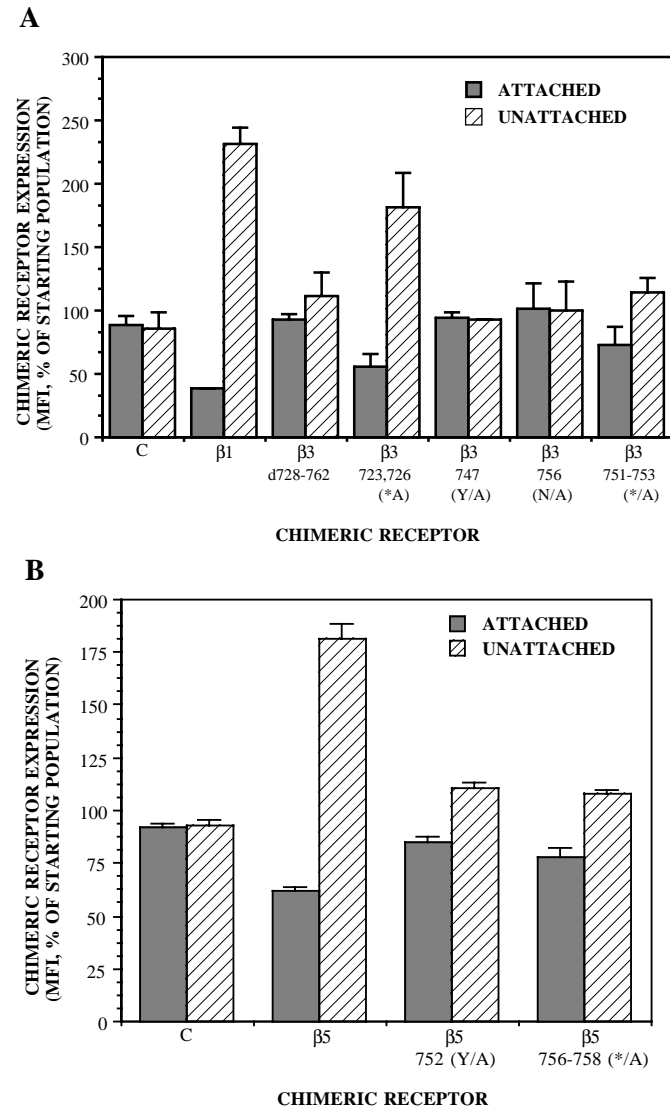 A
CHIMERIC RECEPTOR EXPRESSION
(MFI, % OF STARTING POPULATION)
300
250
200
150
100
50
0
ATTACHED
UNATTACHED
C
β1
β3
d728-762
β3
723,726
(*A)
β3
747
(Y/A)
β3
756
(N/A)
β3
751-753
(*/A)
CHIMERIC RECEPTOR
B
CHIMERIC RECEPTOR EXPRESSION
(MFI, % OF STARTING POPULATION)
200
175
150
125
100
75
50
25
0
ATTACHED
UNATTACHED
C
β5
β5
752 (Y/A)
β5
756-758 (*/A)
CHIMERIC RECEPTOR